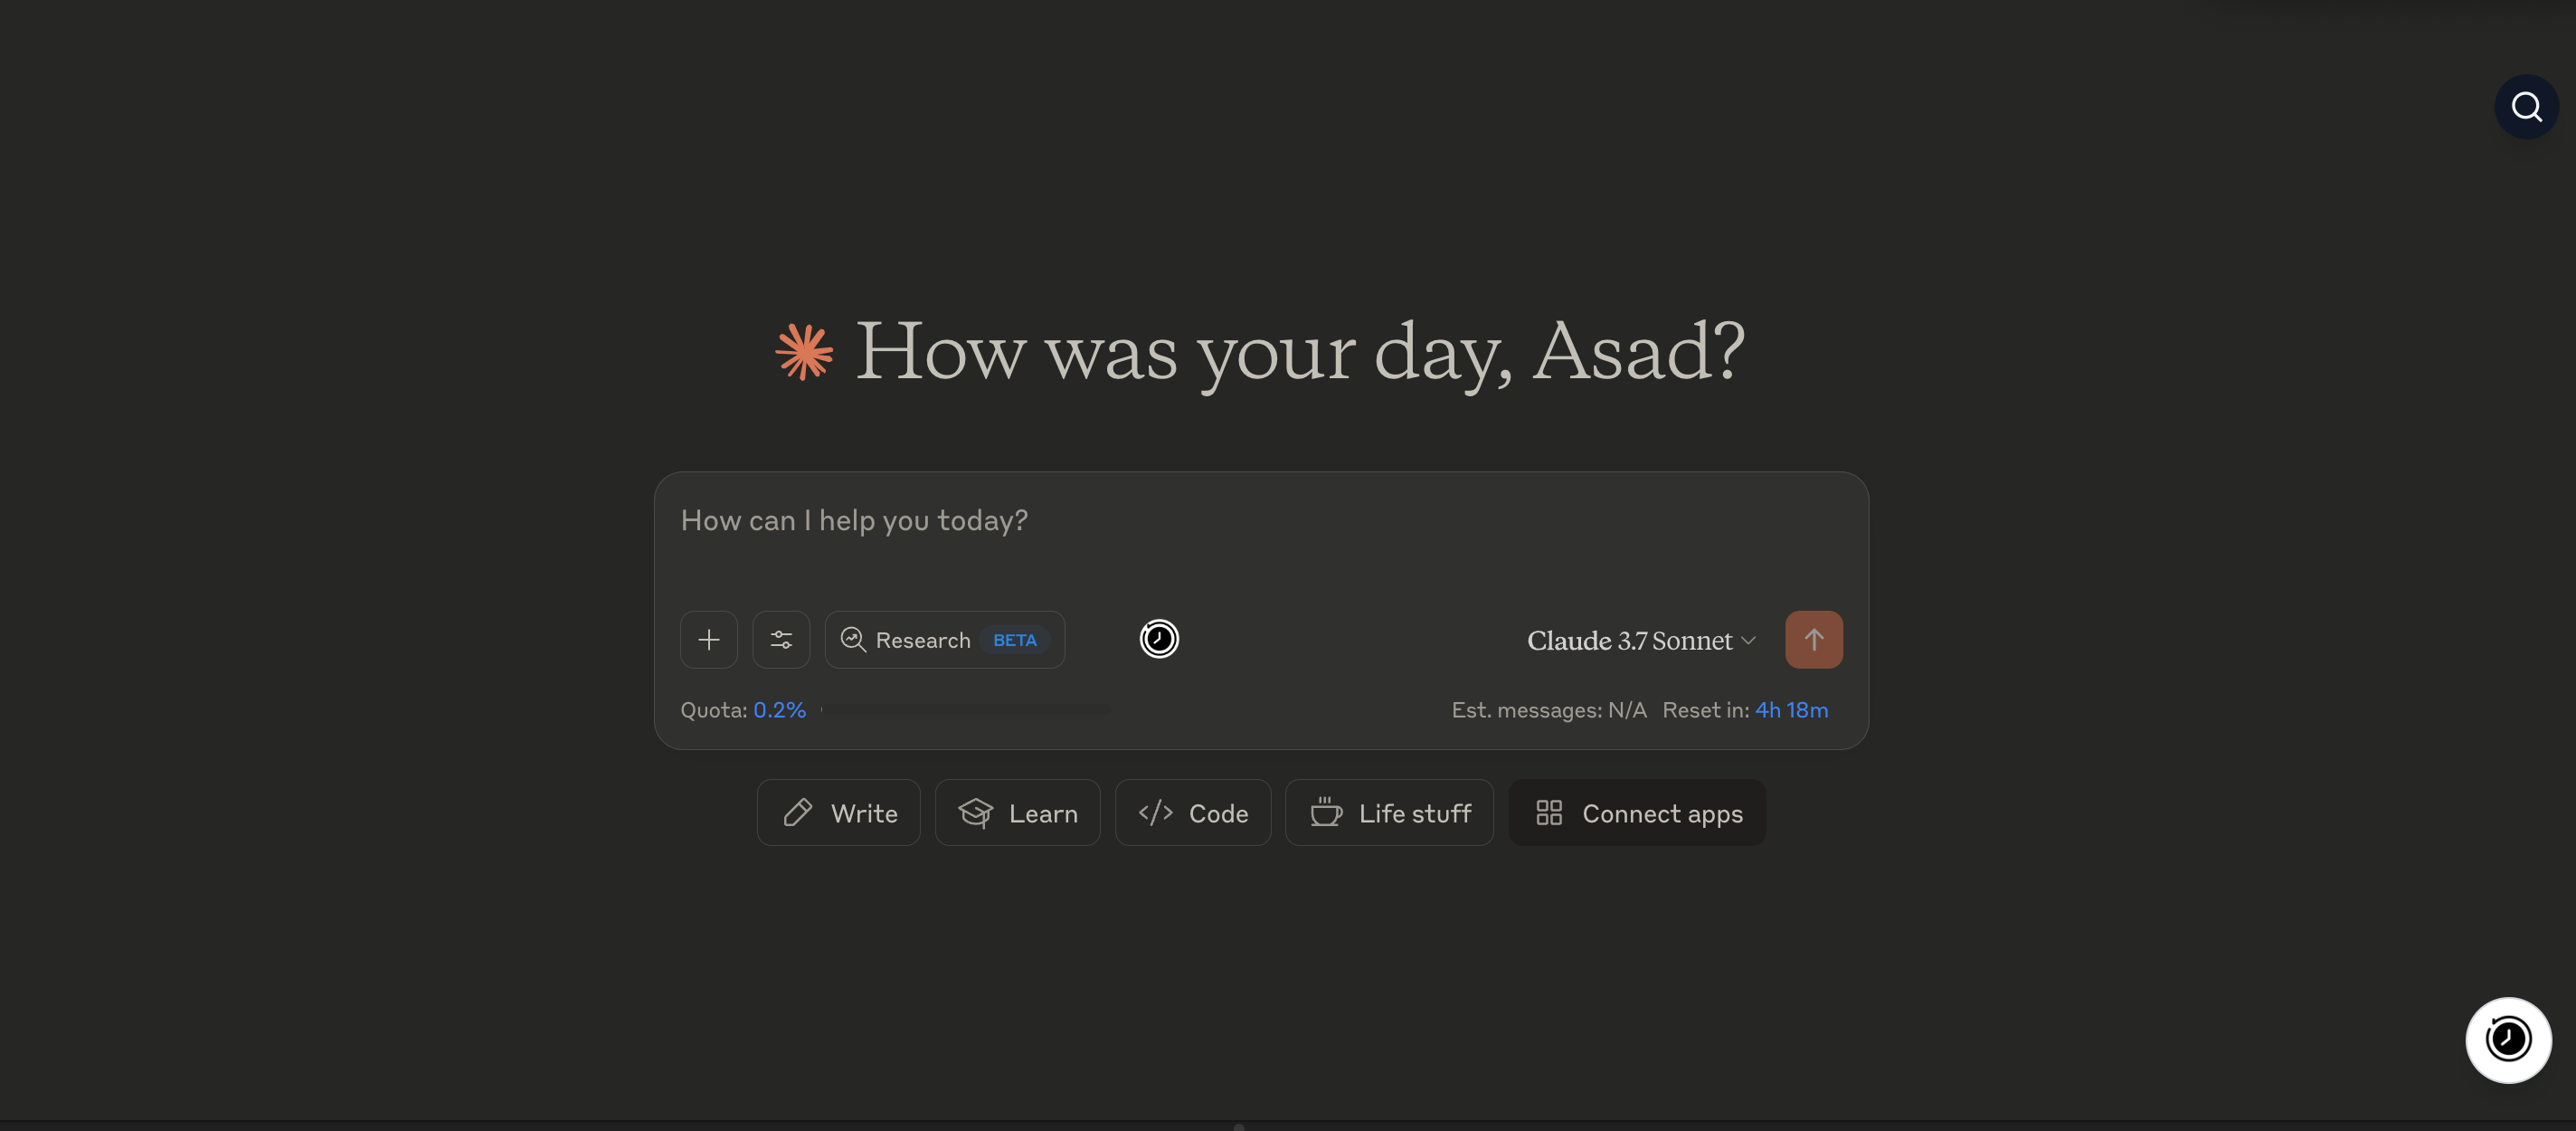 How was your day, Asad?
How can I help you today?
Research BETA
Claude 3.7 Sonnet
Quota: 0.2%
Est. messages: N/A Reset in: 4h 18m
Write
Learn
Code
Life stuff
Connect apps